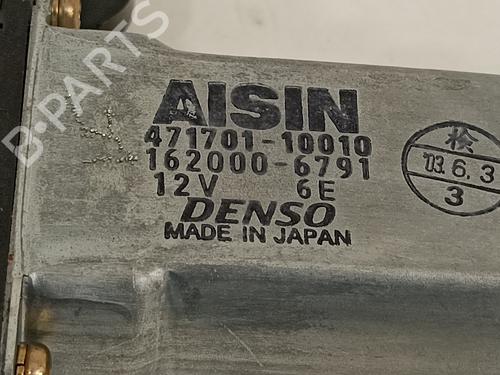 AISIN
471701-10010
162000-6791
12V 6E
DENSO
MADE IN JAPAN
検
'03.6.3
3
B-PARTS